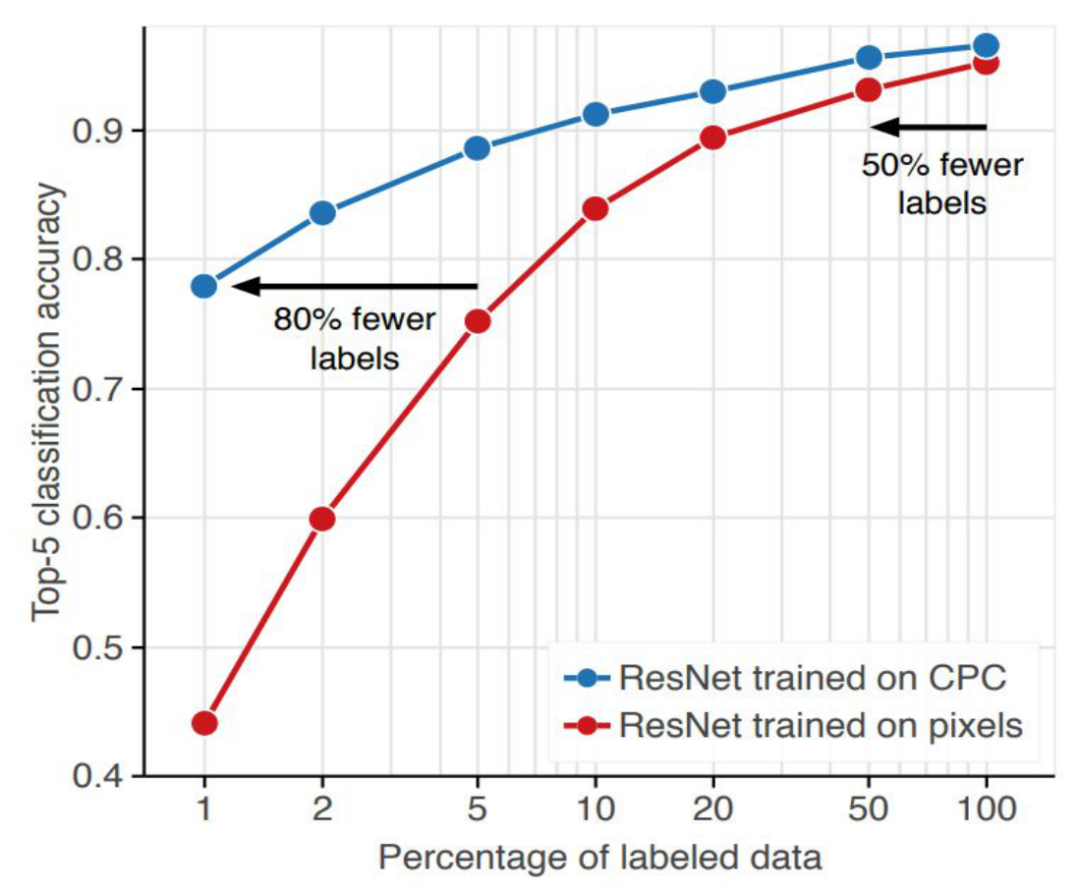 Top-5 classification accuracy
0.9
0.8
0.7
0.6
0.5
0.4
50% fewer
labels
80% fewer
labels
ResNet trained on CPC
ResNet trained on pixels
1 2 5 10 20 50 100
Percentage of labeled data